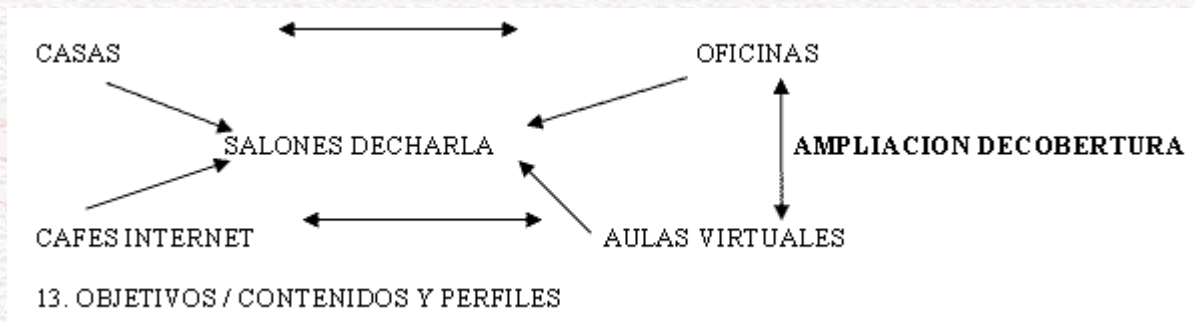 CASAS OFICINAS
SALONES DECHARLA AMPLIACION DECOBERTURA
CAFES INTERNET AULAS VIRTUALES
13. OBJETIVOS / CONTENIDOS Y PERFILES